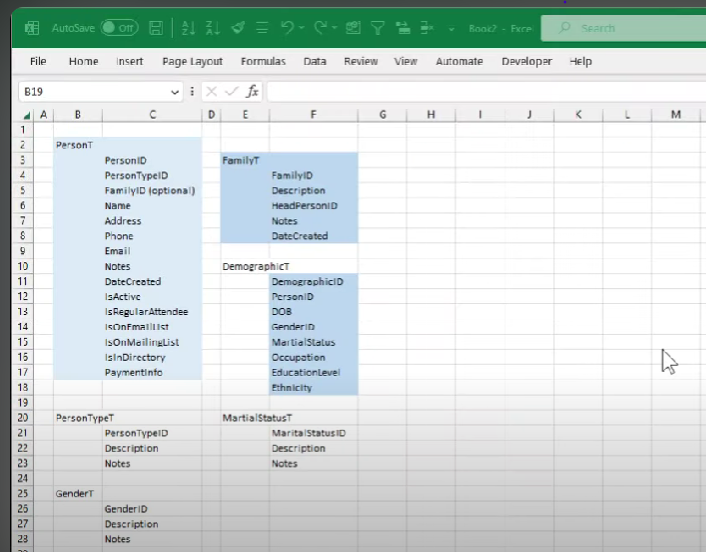 AutoSave Off Book7 - Excel Search
File Home Insert Page Layout Formulas Data Review View Automate Developer Help
B19 fx
A B C D E F G H I J K L M
1
2 PersonT
3 PersonID FamilyT
4 PersonTypeID FamilyID
5 FamilyID (optional) Description
6 Name HeadPersonID
7 Address Notes
8 Phone DateCreated
9 Email
10 Notes DemographicT
11 DateCreated DemographicID
12 IsActive PersonID
13 IsRegularAttendee DOB
14 IsOnEmailList GenderID
15 IsOnMailingList MartialStatus
16 IsInDirectory Occupation
17 PaymentInfo EducationLevel
18 Ethnicity
19
20 PersonTypeT MartialStatusT
21 PersonTypeID MaritalStatusID
22 Description Description
23 Notes Notes
24
25 GenderT
26 GenderID
27 Description
28 Notes